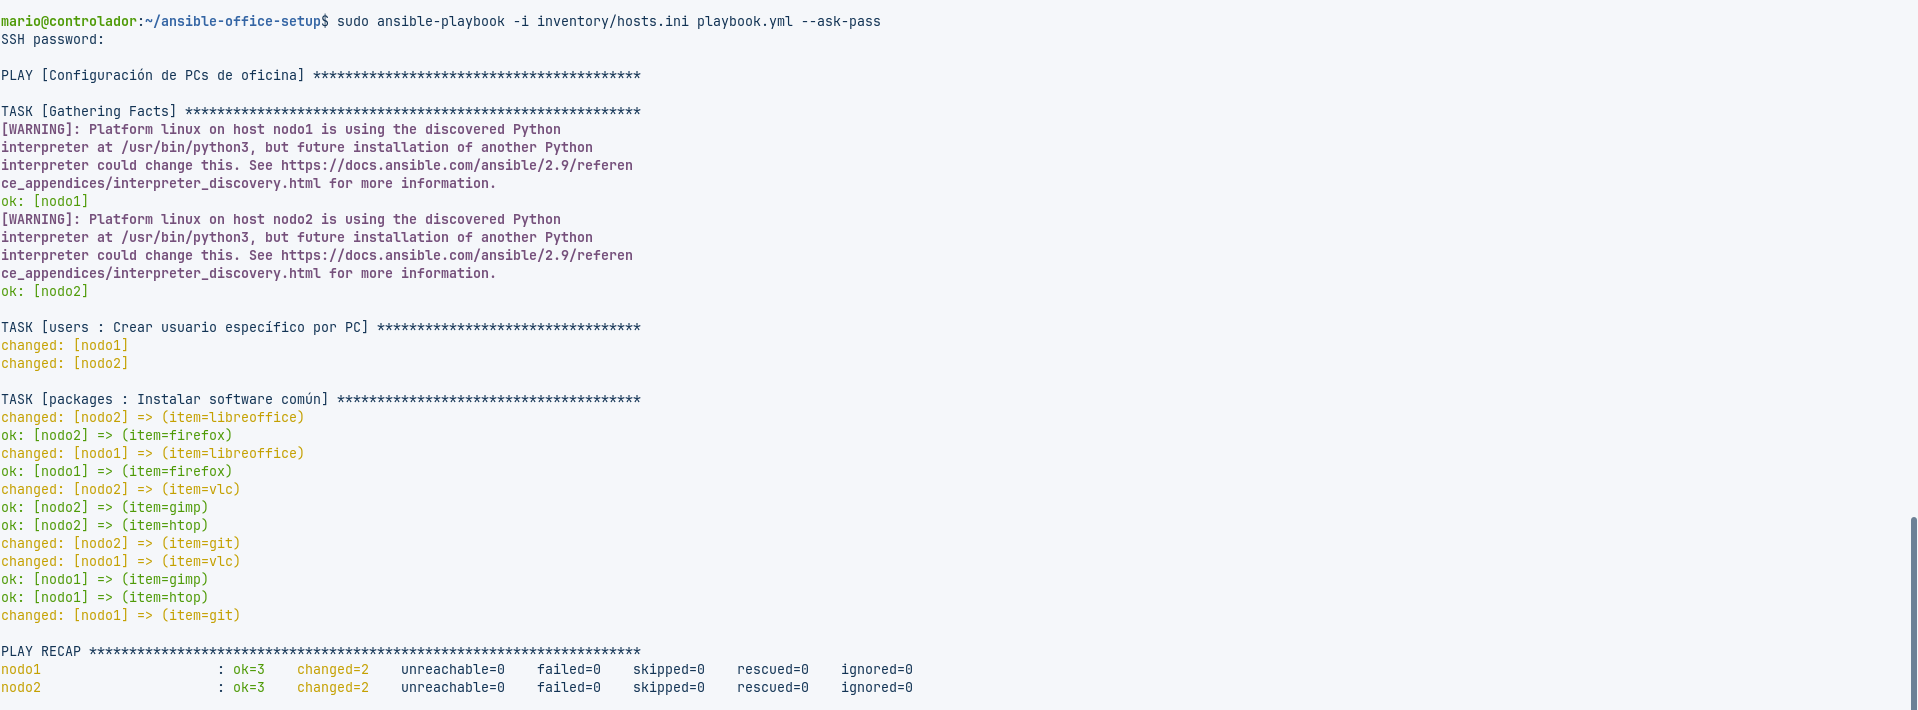 mario@controlador:~/ansible-office-setup$ sudo ansible-playbook -i inventory/hosts.ini playbook.yml --ask-pass
SSH password:
PLAY [Configuración de PCs de oficina] *****************************************
TASK [Gathering Facts] *********************************************************
[WARNING]: Platform linux on host nodo1 is using the discovered Python
interpreter at /usr/bin/python3, but future installation of another Python
interpreter could change this. See https://docs.ansible.com/ansible/2.9/referen
ce_appendices/interpreter_discovery.html for more information.
ok: [nodo1]
[WARNING]: Platform linux on host nodo2 is using the discovered Python
interpreter at /usr/bin/python3, but future installation of another Python
interpreter could change this. See https://docs.ansible.com/ansible/2.9/referen
ce_appendices/interpreter_discovery.html for more information.
ok: [nodo2]
TASK [users : Crear usuario específico por PC] *********************************
changed: [nodo1]
changed: [nodo2]
TASK [packages : Instalar software común] **************************************
changed: [nodo2] => (item=libreoffice)
ok: [nodo2] => (item=firefox)
changed: [nodo1] => (item=libreoffice)
ok: [nodo1] => (item=firefox)
changed: [nodo2] => (item=vlc)
ok: [nodo2] => (item=gimp)
ok: [nodo2] => (item=htop)
changed: [nodo2] => (item=git)
changed: [nodo1] => (item=vlc)
ok: [nodo1] => (item=gimp)
ok: [nodo1] => (item=htop)
changed: [nodo1] => (item=git)
PLAY RECAP *********************************************************************
nodo1                      : ok=3    changed=2    unreachable=0    failed=0    skipped=0    rescued=0    ignored=0
nodo2                      : ok=3    changed=2    unreachable=0    failed=0    skipped=0    rescued=0    ignored=0